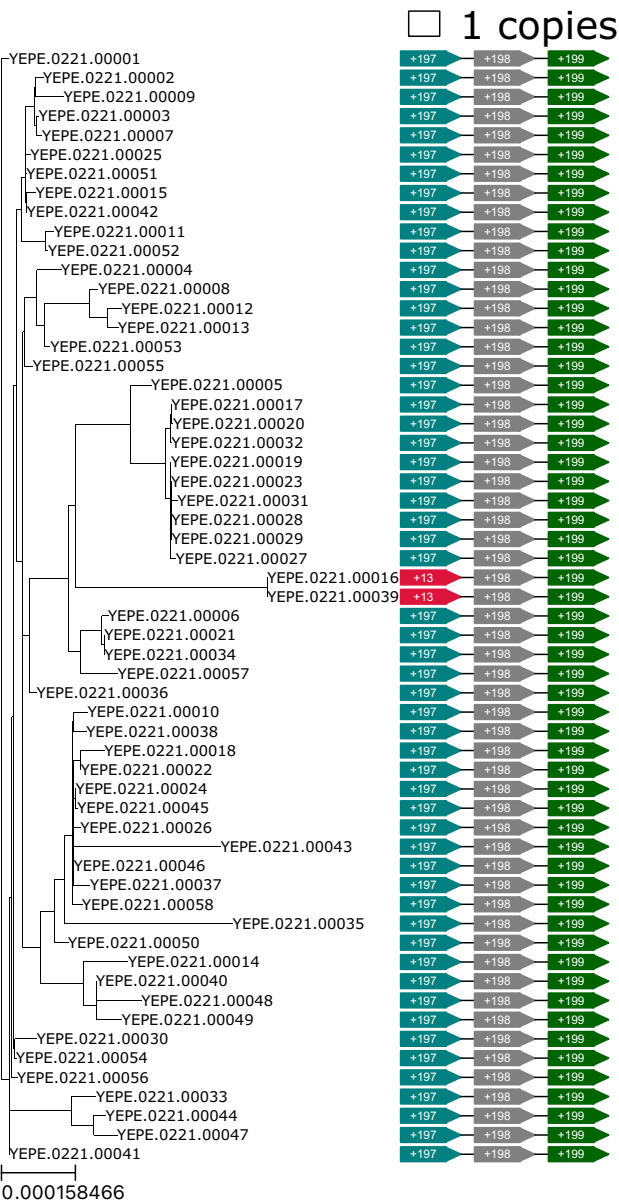 1 copies
YEPE.0221.00001 +197 +198 +199
YEPE.0221.00002 +197 +198 +199
YEPE.0221.00009 +197 +198 +199
YEPE.0221.00003 +197 +198 +199
YEPE.0221.00007 +197 +198 +199
YEPE.0221.00025 +197 +198 +199
YEPE.0221.00051 +197 +198 +199
YEPE.0221.00015 +197 +198 +199
YEPE.0221.00042 +197 +198 +199
YEPE.0221.00011 +197 +198 +199
YEPE.0221.00052 +197 +198 +199
YEPE.0221.00004 +197 +198 +199
YEPE.0221.00008 +197 +198 +199
YEPE.0221.00012 +197 +198 +199
YEPE.0221.00013 +197 +198 +199
YEPE.0221.00053 +197 +198 +199
YEPE.0221.00055 +197 +198 +199
YEPE.0221.00005 +197 +198 +199
YEPE.0221.00017 +197 +198 +199
YEPE.0221.00020 +197 +198 +199
YEPE.0221.00032 +197 +198 +199
YEPE.0221.00019 +197 +198 +199
YEPE.0221.00023 +197 +198 +199
YEPE.0221.00031 +197 +198 +199
YEPE.0221.00028 +197 +198 +199
YEPE.0221.00029 +197 +198 +199
YEPE.0221.00027 +197 +198 +199
YEPE.0221.00016 +13 +198 +199
YEPE.0221.00039 +13 +198 +199
YEPE.0221.00006 +197 +198 +199
YEPE.0221.00021 +197 +198 +199
YEPE.0221.00034 +197 +198 +199
YEPE.0221.00057 +197 +198 +199
YEPE.0221.00036 +197 +198 +199
YEPE.0221.00010 +197 +198 +199
YEPE.0221.00038 +197 +198 +199
YEPE.0221.00018 +197 +198 +199
YEPE.0221.00022 +197 +198 +199
YEPE.0221.00024 +197 +198 +199
YEPE.0221.00045 +197 +198 +199
YEPE.0221.00026 +197 +198 +199
YEPE.0221.00043 +197 +198 +199
YEPE.0221.00046 +197 +198 +199
YEPE.0221.00037 +197 +198 +199
YEPE.0221.00058 +197 +198 +199
YEPE.0221.00035 +197 +198 +199
YEPE.0221.00050 +197 +198 +199
YEPE.0221.00014 +197 +198 +199
YEPE.0221.00040 +197 +198 +199
YEPE.0221.00048 +197 +198 +199
YEPE.0221.00049 +197 +198 +199
YEPE.0221.00030 +197 +198 +199
YEPE.0221.00054 +197 +198 +199
YEPE.0221.00056 +197 +198 +199
YEPE.0221.00033 +197 +198 +199
YEPE.0221.00044 +197 +198 +199
YEPE.0221.00047 +197 +198 +199
YEPE.0221.00041 +197 +198 +199
0.000158466